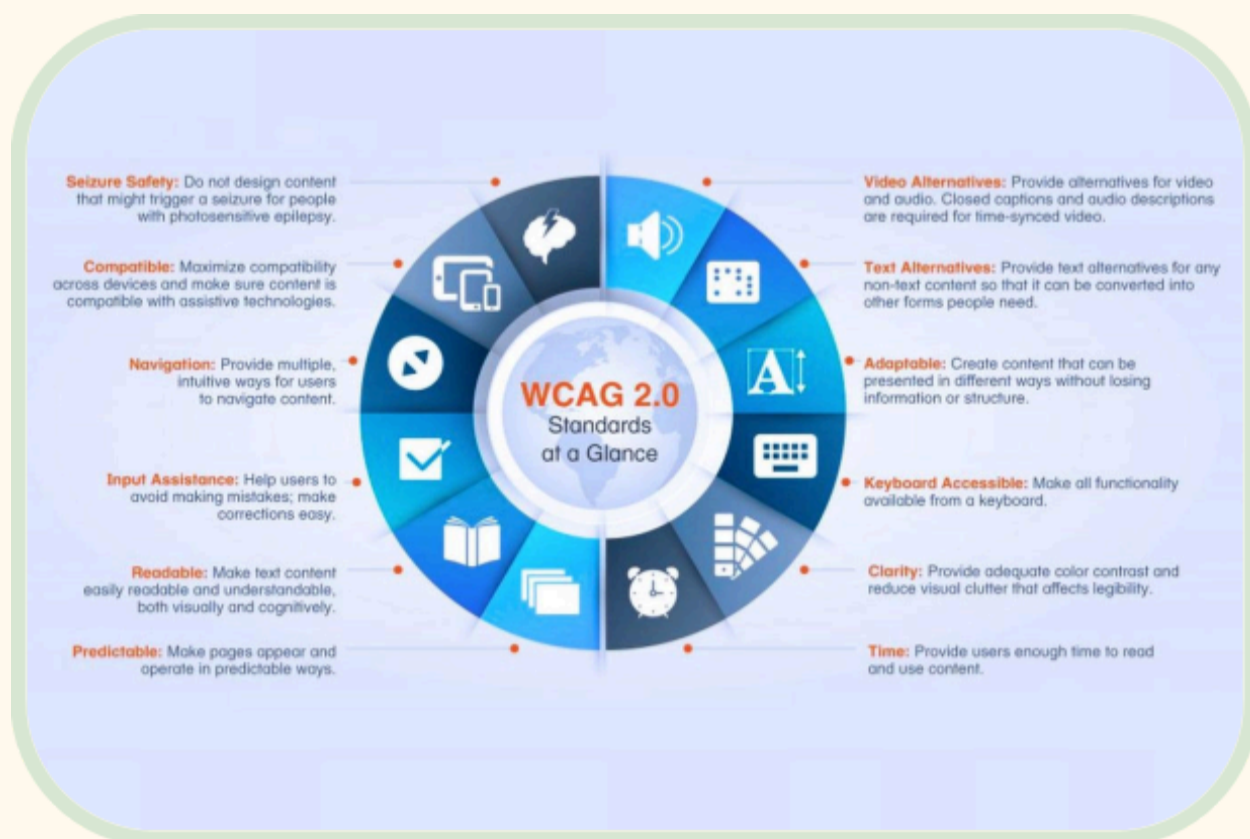 Seizure Safety: Do not design content
that might trigger a seizure for people
with photosensitive epilepsy.
Compatible: Maximize compatibility
across devices and make sure content is
compatible with assistive technologies.
Navigation: Provide multiple,
intuitive ways for users
to navigate content.
Input Assistance: Help users to
avoid making mistakes; make
corrections easy.
Readable: Make text content
easily readable and understandable,
both visually and cognitively.
Predictable: Make pages appear and
operate in predictable ways.
WCAG 2.0
Standards
at a Glance
Video Alternatives: Provide alternatives for video
and audio. Closed captions and audio descriptions
are required for time-synced video.
Text Alternatives: Provide text alternatives for any
non-text content so that it can be converted into
other forms people need.
Adaptable: Create content that can be
presented in different ways without losing
information or structure.
Keyboard Accessible: Make all functionality
available from a keyboard.
Clarity: Provide adequate color contrast and
reduce visual clutter that affects legibility.
Time: Provide users enough time to read
and use content.